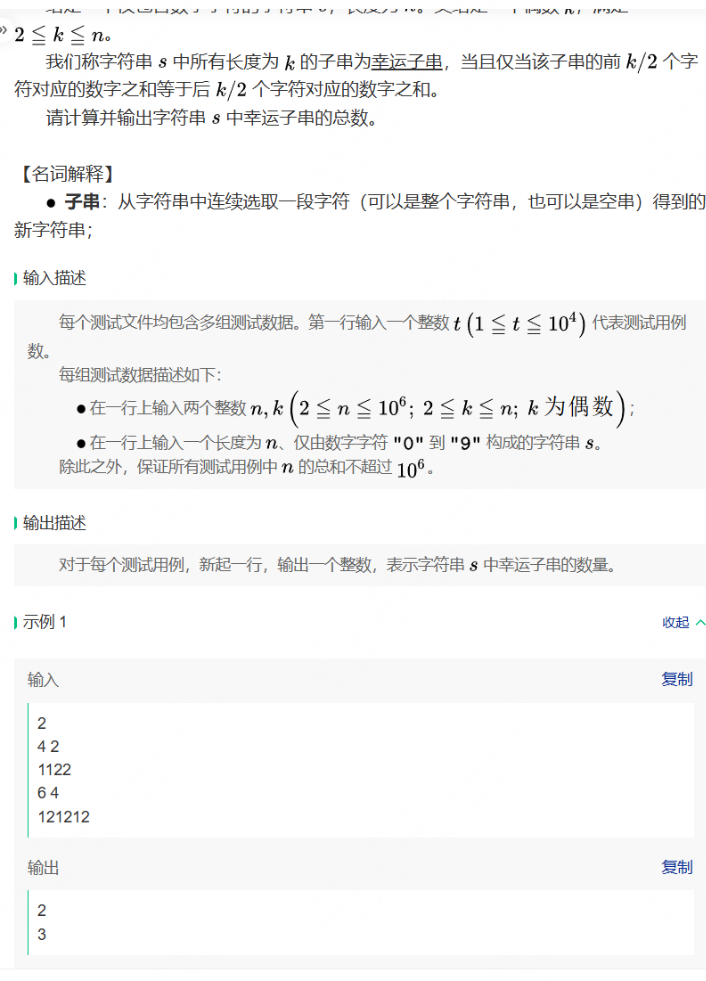 2 ≦ k ≦ n。
我们称字符串 s 中所有长度为 k 的子串为幸运子串，当且仅当该子串的前 k/2 个字
符对应的数字之和等于后 k/2 个字符对应的数字之和。
请计算并输出字符串 s 中幸运子串的总数。
【名词解释】
● 子串：从字符串中连续选取一段字符（可以是整个字符串，也可以是空串）得到的
新字符串；
输入描述
每个测试文件均包含多组测试数据。第一行输入一个整数 t (1 ≦ t ≦ 10^4) 代表测试用例
数。
每组测试数据描述如下：
● 在一行上输入两个整数 n, k (2 ≦ n ≦ 10^6; 2 ≦ k ≦ n; k 为偶数)；
● 在一行上输入一个长度为 n、仅由数字字符 "0" 到 "9" 构成的字符串 s。
除此之外，保证所有测试用例中 n 的总和不超过 10^6。
输出描述
对于每个测试用例，新起一行，输出一个整数，表示字符串 s 中幸运子串的数量。
示例 1 收起
输入 复制
2
4 2
1122
6 4
121212
输出 复制
2
3